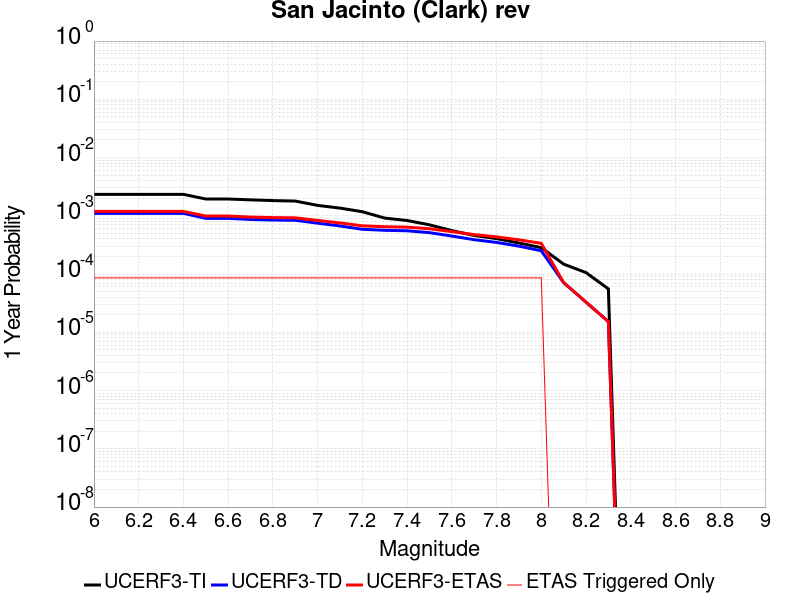 San Jacinto (Clark) rev
10^0
10^-1
10^-2
10^-3
10^-4
10^-5
10^-6
10^-7
10^-8
1 Year Probability
6 6.2 6.4 6.6 6.8 7 7.2 7.4 7.6 7.8 8 8.2 8.4 8.6 8.8 9
Magnitude
UCERF3-TI UCERF3-TD UCERF3-ETAS ETAS Triggered Only